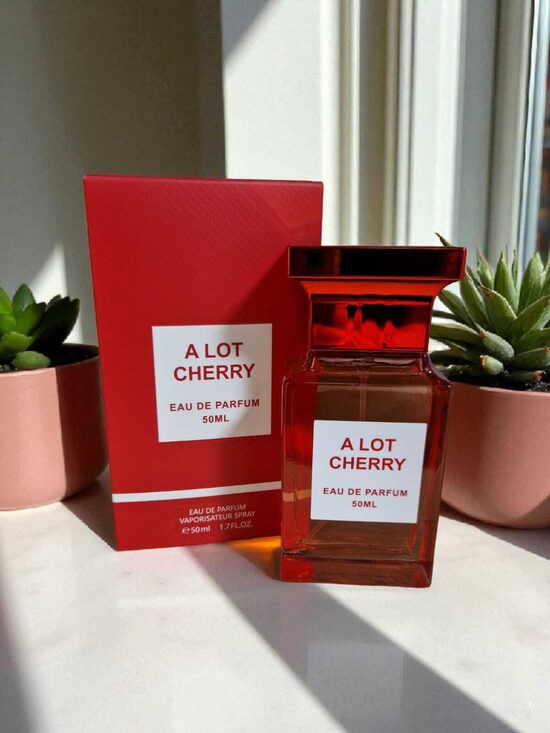 A LOT
CHERRY
EAU DE PARFUM
50ML
EAU DE PARFUM
VAPORISATEUR SPRAY
℮50ml 1.7FL.OZ.
A LOT
CHERRY
EAU DE PARFUM
50ML